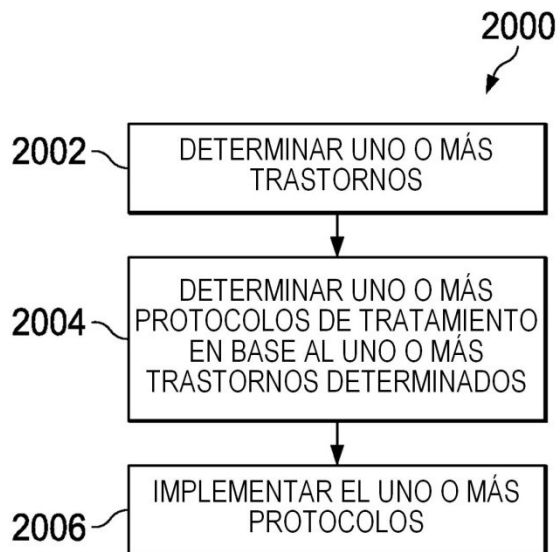 2000
2002
DETERMINAR UNO O MÁS
TRASTORNOS
2004
DETERMINAR UNO O MÁS
PROTOCOLOS DE TRATAMIENTO
EN BASE AL UNO O MÁS
TRASTORNOS DETERMINADOS
2006
IMPLEMENTAR EL UNO O MÁS
PROTOCOLOS